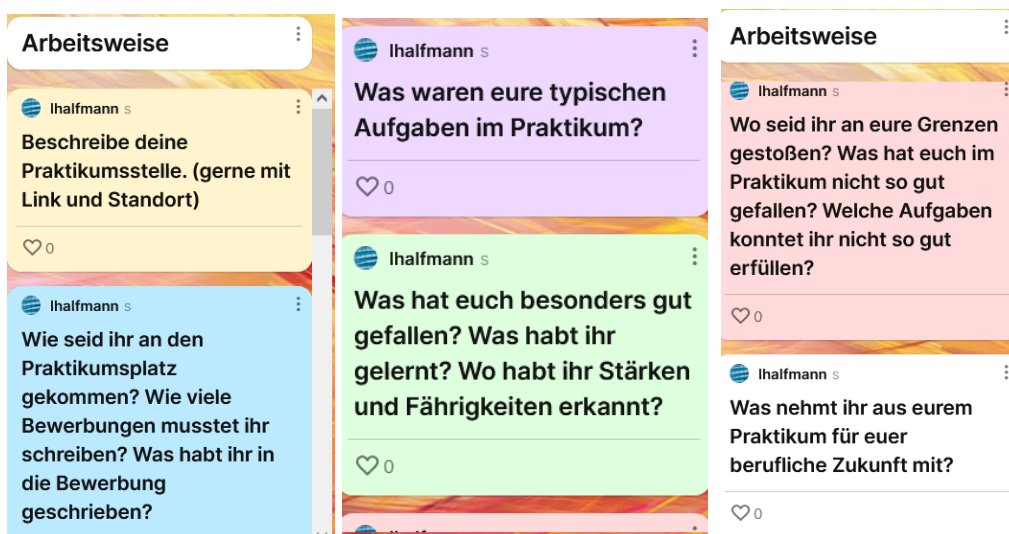 Arbeitsweise
lhalfmann s
Beschreibe deine
Praktikumsstelle. (gerne mit
Link und Standort)
0
lhalfmann s
Wie seid ihr an den
Praktikumsplatz
gekommen? Wie viele
Bewerbungen musstet ihr
schreiben? Was habt ihr in
die Bewerbung
geschrieben?
lhalfmann s
Was waren eure typischen
Aufgaben im Praktikum?
0
lhalfmann s
Was hat euch besonders gut
gefallen? Was habt ihr
gelernt? Wo habt ihr Stärken
und Fährigkeiten erkannt?
0
Arbeitsweise
lhalfmann s
Wo seid ihr an eure Grenzen
gestoßen? Was hat euch im
Praktikum nicht so gut
gefallen? Welche Aufgaben
konntet ihr nicht so gut
erfüllen?
0
lhalfmann s
Was nehmt ihr aus eurem
Praktikum für euer
berufliche Zukunft mit?
0